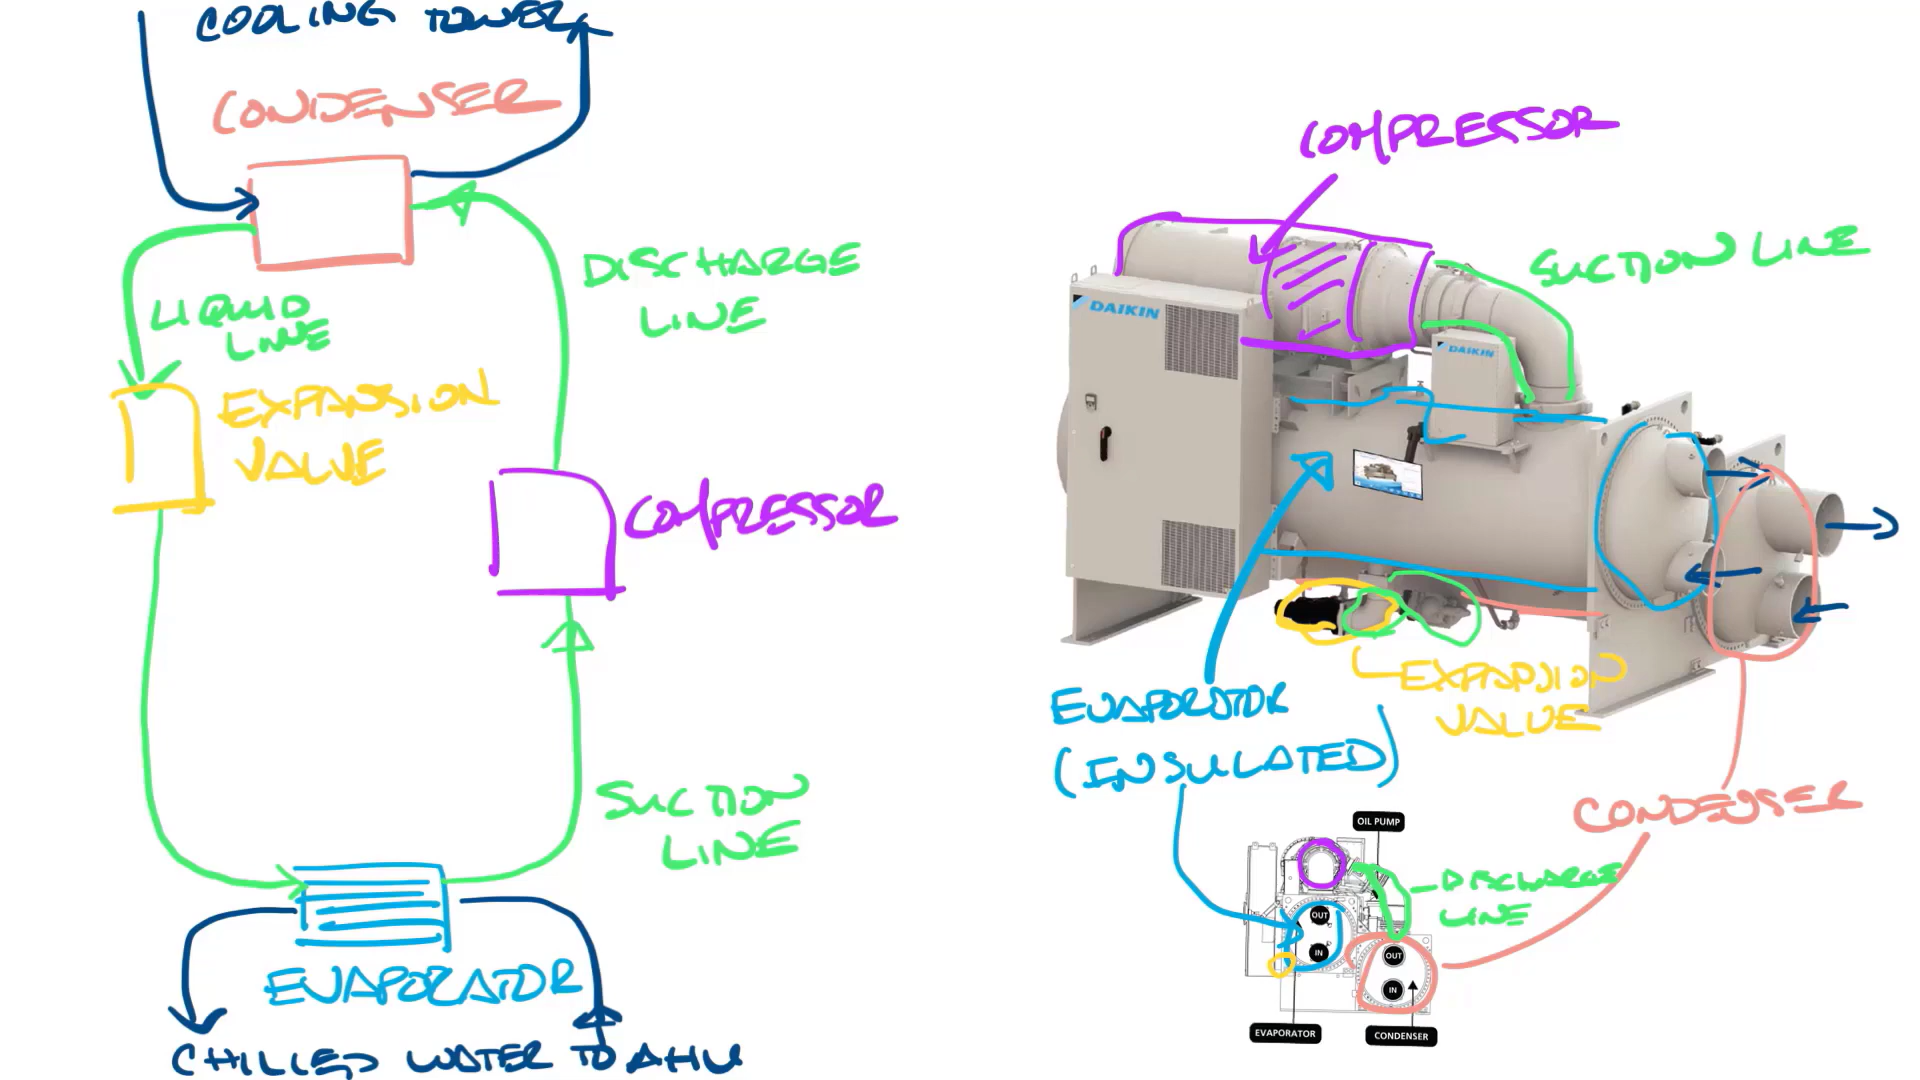 COOLING TOWER
CONDENSER
DISCHARGE
LINE
LIQUID
LINE
EXPANSION
VALVE
COMPRESSOR
SUCTION
LINE
EVAPORATOR
CHILLED WATER TO AHU
COMPRESSOR
SUCTION LINE
DAIKIN
DAIKIN
EXPANSION
VALVE
EVAPORATOR
(INSULATED)
CONDENSER
OIL PUMP
DISCHARGE
LINE
OUT
IN
OUT
IN
EVAPORATOR
CONDENSER